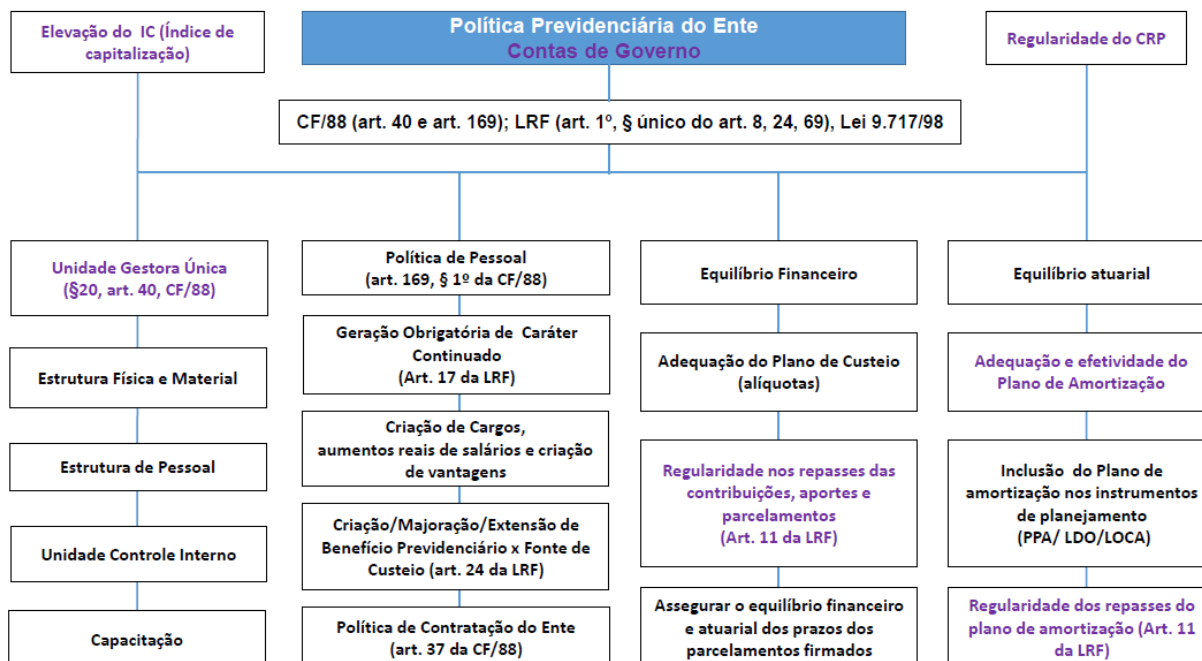 Elevação do IC (Índice de
capitalização)
Política Previdenciária do Ente
Contas de Governo
Regularidade do CRP
CF/88 (art. 40 e art. 169); LRF (art. 1º, § único do art. 8, 24, 69), Lei 9.717/98
Unidade Gestora Única
(§20, art. 40, CF/88)
Estrutura Física e Material
Estrutura de Pessoal
Unidade Controle Interno
Capacitação
Política de Pessoal
(art. 169, § 1º da CF/88)
Geração Obrigatória de Caráter
Continuado
(Art. 17 da LRF)
Criação de Cargos,
aumentos reais de salários e criação
de vantagens
Criação/Majoração/Extensão de
Benefício Previdenciário x Fonte de
Custeio (art. 24 da LRF)
Política de Contratação do Ente
(art. 37 da CF/88)
Equilíbrio Financeiro
Adequação do Plano de Custeio
(alíquotas)
Regularidade nos repasses das
contribuições, aportes e
parcelamentos
(Art. 11 da LRF)
Assegurar o equilíbrio financeiro
e atuarial dos prazos dos
parcelamentos firmados
Equilíbrio atuarial
Adequação e efetividade do
Plano de Amortização
Inclusão do Plano de
amortização nos instrumentos
de planejamento
(PPA/ LDO/LOCA)
Regularidade dos repasses do
plano de amortização (Art. 11
da LRF)